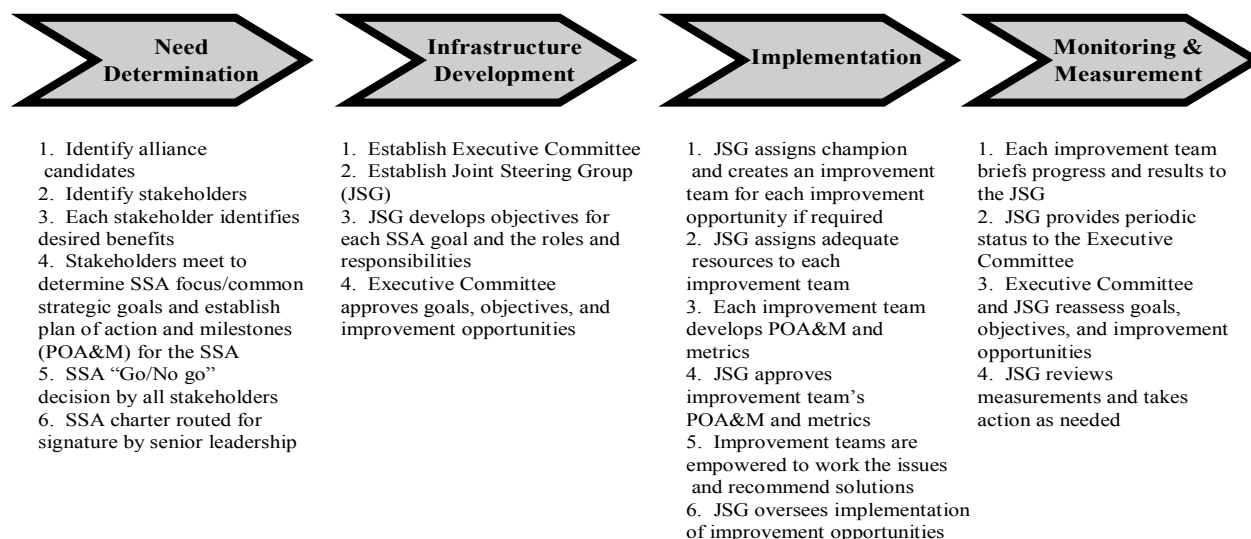 Need
Determination
Infrastructure
Development
Implementation
Monitoring &
Measurement
1. Identify alliance
candidates
2. Identify stakeholders
3. Each stakeholder identifies
desired benefits
4. Stakeholders meet to
determine SSA focus/common
strategic goals and establish
plan of action and milestones
(POA&M) for the SSA
5. SSA “Go/No go”
decision by all stakeholders
6. SSA charter routed for
signature by senior leadership
1. Establish Executive Committee
2. Establish Joint Steering Group
(JSG)
3. JSG develops objectives for
each SSA goal and the roles and
responsibilities
4. Executive Committee
approves goals, objectives, and
improvement opportunities
1. JSG assigns champion
and creates an improvement
team for each improvement
opportunity if required
2. JSG assigns adequate
resources to each
improvement team
3. Each improvement team
develops POA&M and
metrics
4. JSG approves
improvement team’s
POA&M and metrics
5. Improvement teams are
empowered to work the issues
and recommend solutions
6. JSG oversees implementation
of improvement opportunities
1. Each improvement team
briefs progress and results to
the JSG
2. JSG provides periodic
status to the Executive
Committee
3. Executive Committee
and JSG reassess goals,
objectives, and improvement
opportunities
4. JSG reviews
measurements and takes
action as needed